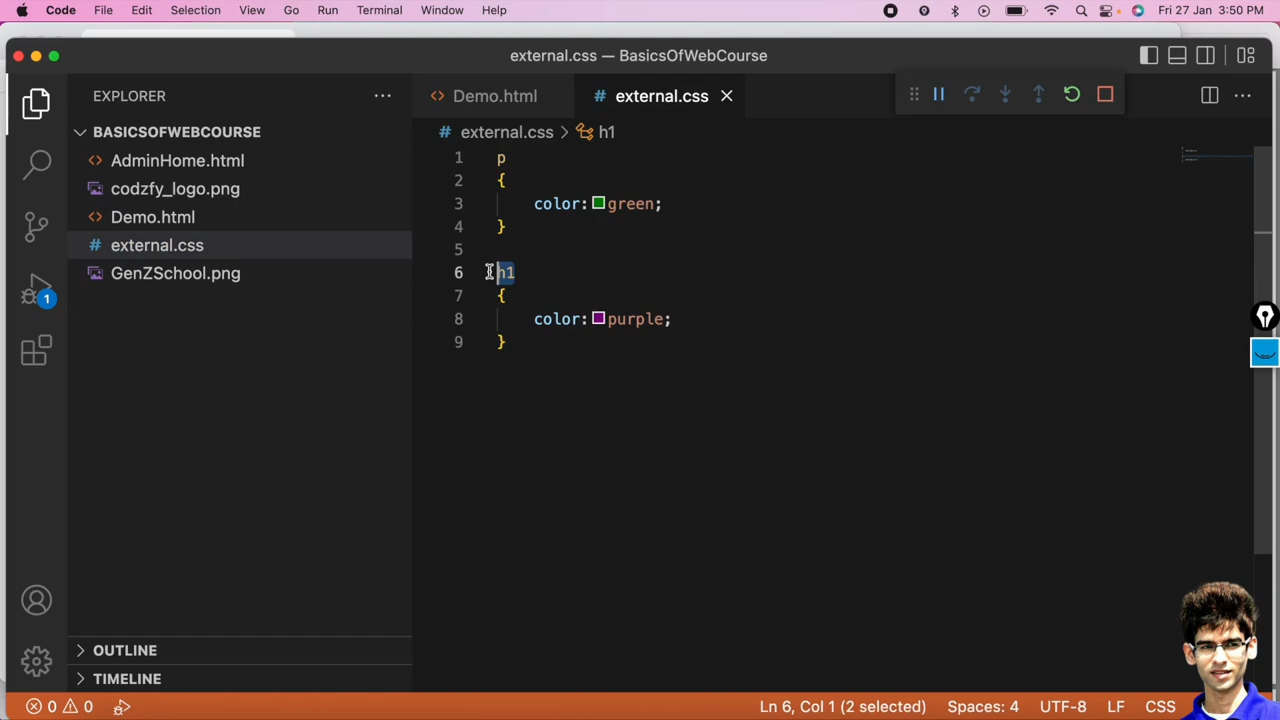 Code File Edit Selection View Go Run Terminal Window Help Fri 27 Jan 3:50 PM
external.css — BasicsOfWebCourse
EXPLORER
Demo.html
external.css
BASICSOFWEBCOURSE
external.css > h1
AdminHome.html
codzfy_logo.png
Demo.html
external.css
GenZSchool.png
1
1 p
2 {
3 color: green;
4 }
5
6 h1
7 {
8 color: purple;
9 }
OUTLINE
TIMELINE
0 0 Ln 6, Col 1 (2 selected) Spaces: 4 UTF-8 LF CSS